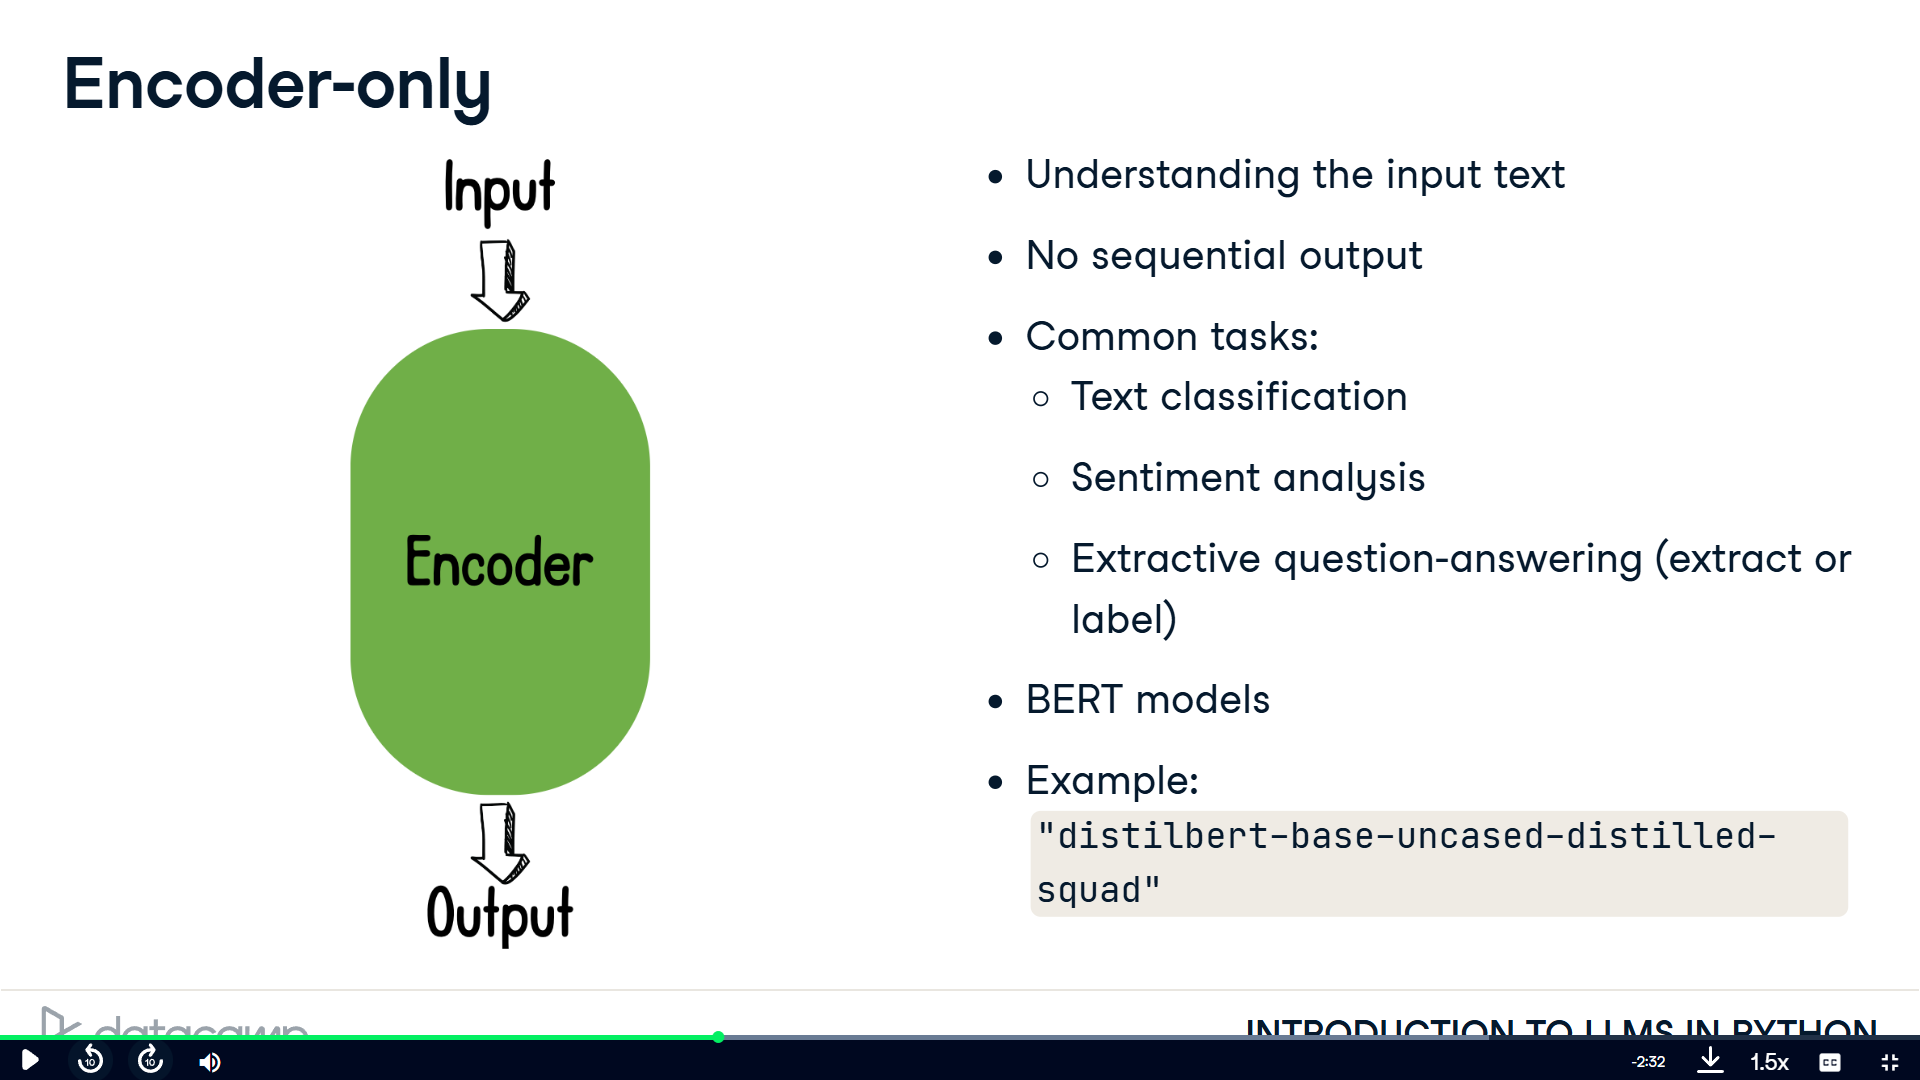 Encoder-only
Input
Encoder
Output
• Understanding the input text
• No sequential output
• Common tasks:
○ Text classification
○ Sentiment analysis
○ Extractive question-answering (extract or
label)
• BERT models
• Example:
"distilbert-base-uncased-distilled-
squad"
datacamp
INTRODUCTION TO LLMS IN PYTHON
10
10
-2:32
1.5x
CC